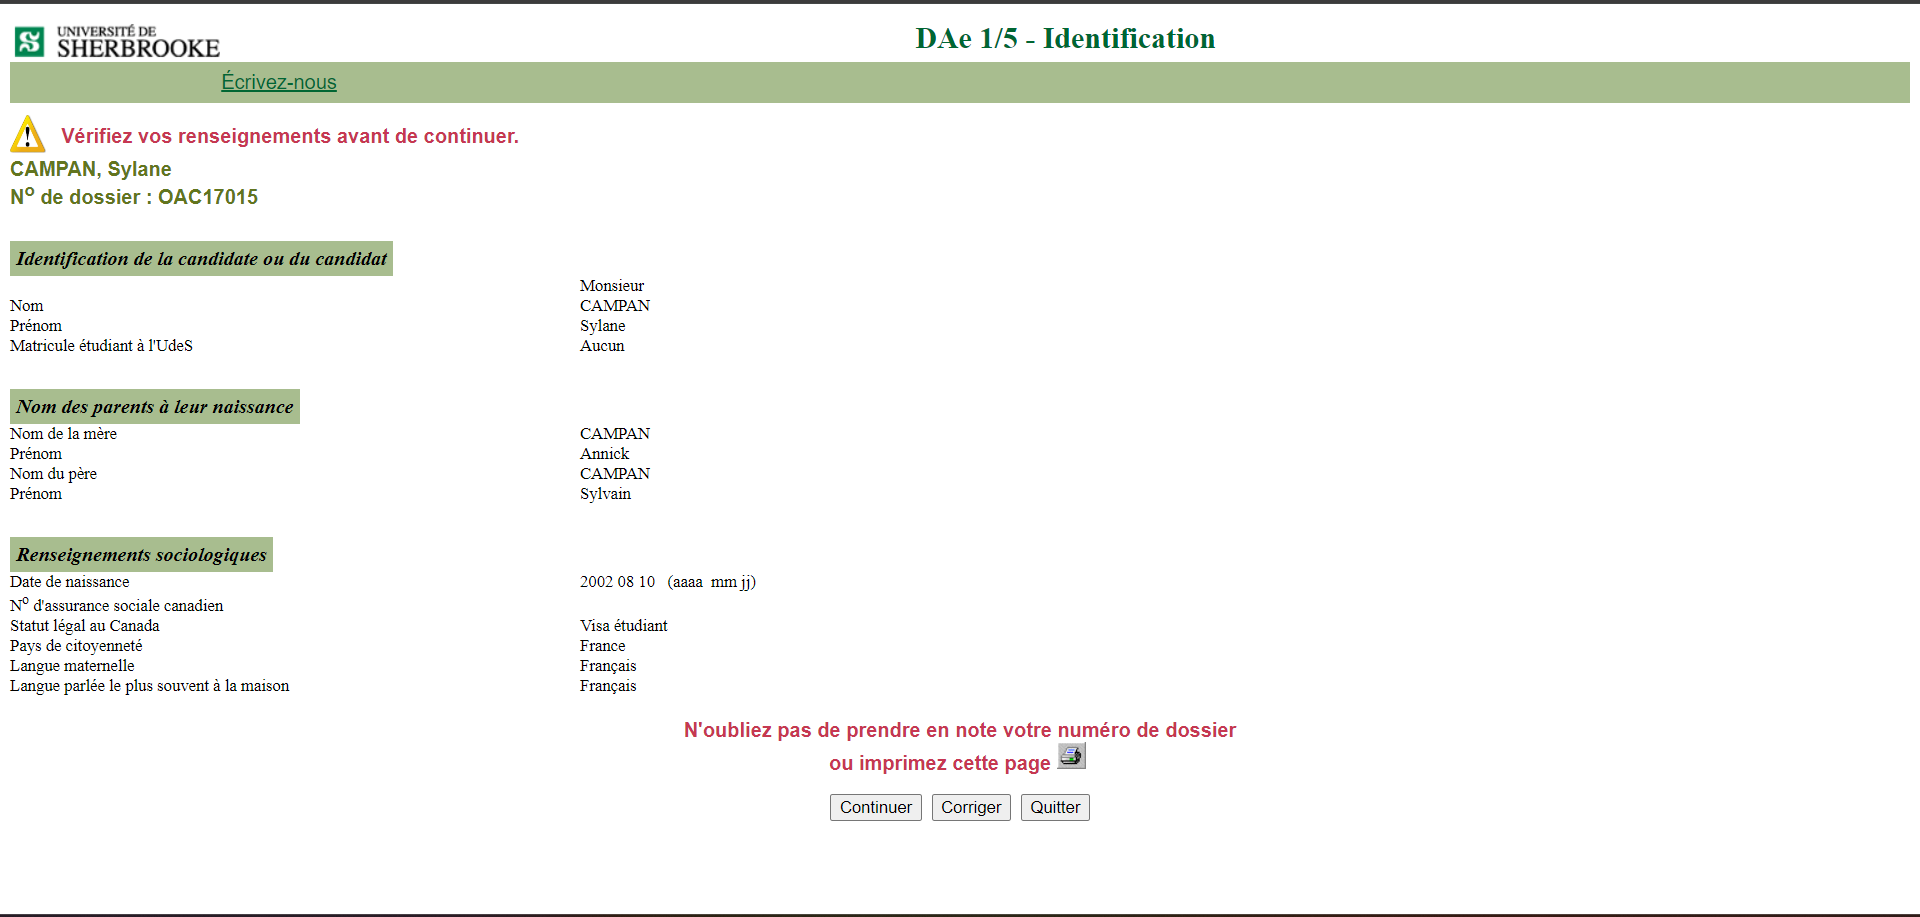 UNIVERSITÉ DE
SHERBROOKE
DAe 1/5 - Identification
Écrivez-nous
Vérifiez vos renseignements avant de continuer.
CAMPAN, Sylane
Nº de dossier : OAC17015
Identification de la candidate ou du candidat
Monsieur
Nom CAMPAN
Prénom Sylane
Matricule étudiant à l'UdeS Aucun
Nom des parents à leur naissance
Nom de la mère CAMPAN
Prénom Annick
Nom du père CAMPAN
Prénom Sylvain
Renseignements sociologiques
Date de naissance 2002 08 10 (aaaa mm jj)
Nº d'assurance sociale canadien
Statut légal au Canada Visa étudiant
Pays de citoyenneté France
Langue maternelle Français
Langue parlée le plus souvent à la maison Français
N'oubliez pas de prendre en note votre numéro de dossier
ou imprimez cette page
Continuer Corriger Quitter